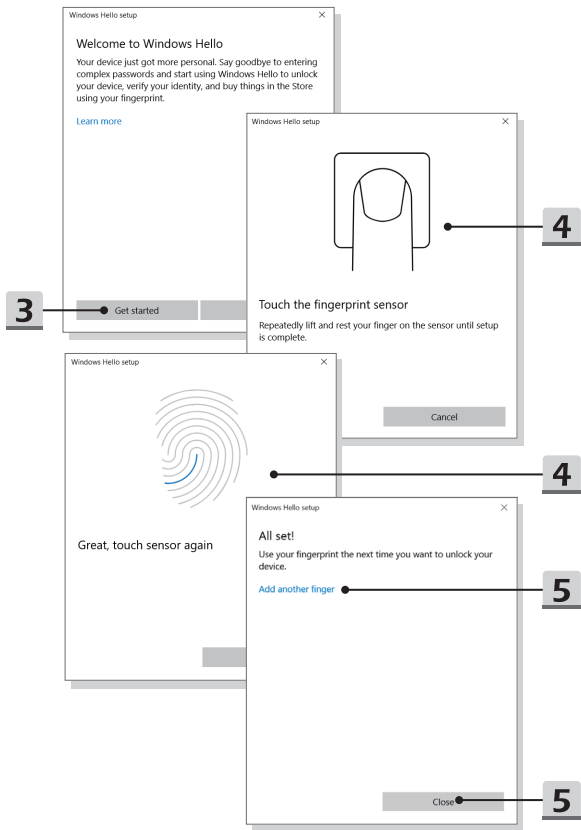 Windows Hello setup
Welcome to Windows Hello
Your device just got more personal. Say goodbye to entering
complex passwords and start using Windows Hello to unlock
your device, verify your identity, and buy things in the Store
using your fingerprint.
Learn more
3
Get started
Windows Hello setup
4
Touch the fingerprint sensor
Repeatedly lift and rest your finger on the sensor until setup
is complete.
Cancel
Windows Hello setup
4
Great, touch sensor again
Windows Hello setup
All set!
Use your fingerprint the next time you want to unlock your
device.
Add another finger
5
Close
5